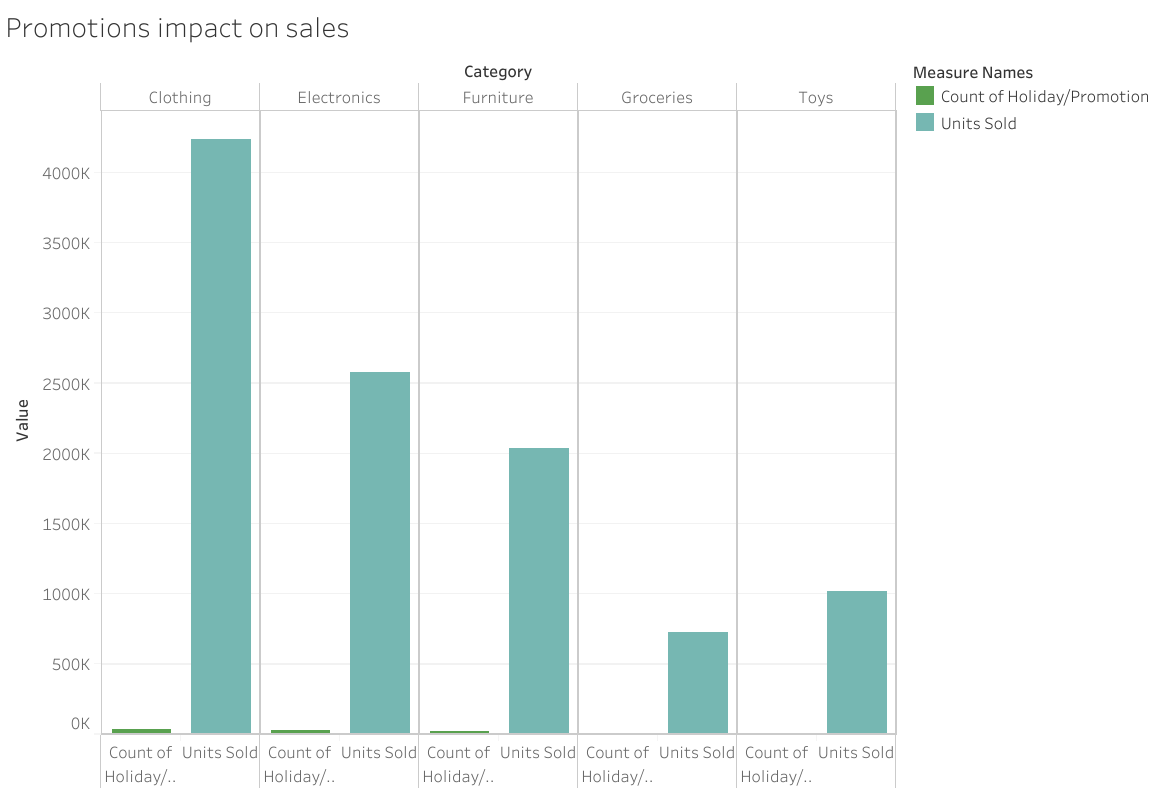 Promotions impact on sales
Category
Measure Names
Clothing Electronics Furniture Groceries Toys
Count of Holiday/Promotion
Units Sold
4000K
3500K
3000K
2500K
2000K
1500K
1000K
500K
0K
Value
Count of Units Sold Count of Units Sold Count of Units Sold Count of Units Sold Count of Units Sold
Holiday/.. Holiday/.. Holiday/.. Holiday/.. Holiday/..